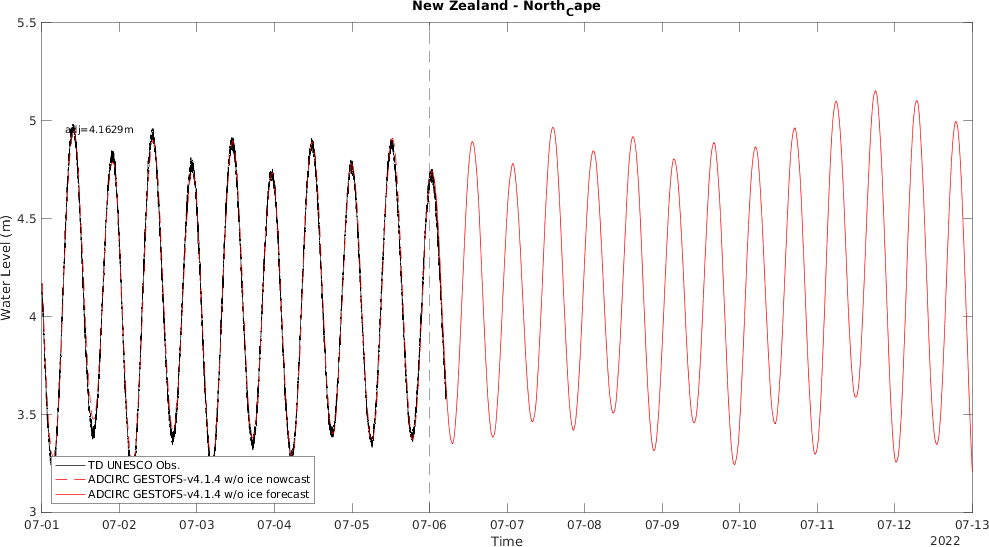 New Zealand - NorthCape
5.5
5
4.5
4
3.5
3
Water Level (m)
adj=4.1629m
TD UNESCO Obs.
ADCIRC GESTOFS-v4.1.4 w/o ice nowcast
ADCIRC GESTOFS-v4.1.4 w/o ice forecast
07-01 07-02 07-03 07-04 07-05 07-06 07-07 07-08 07-09 07-10 07-11 07-12 07-13
Time
2022